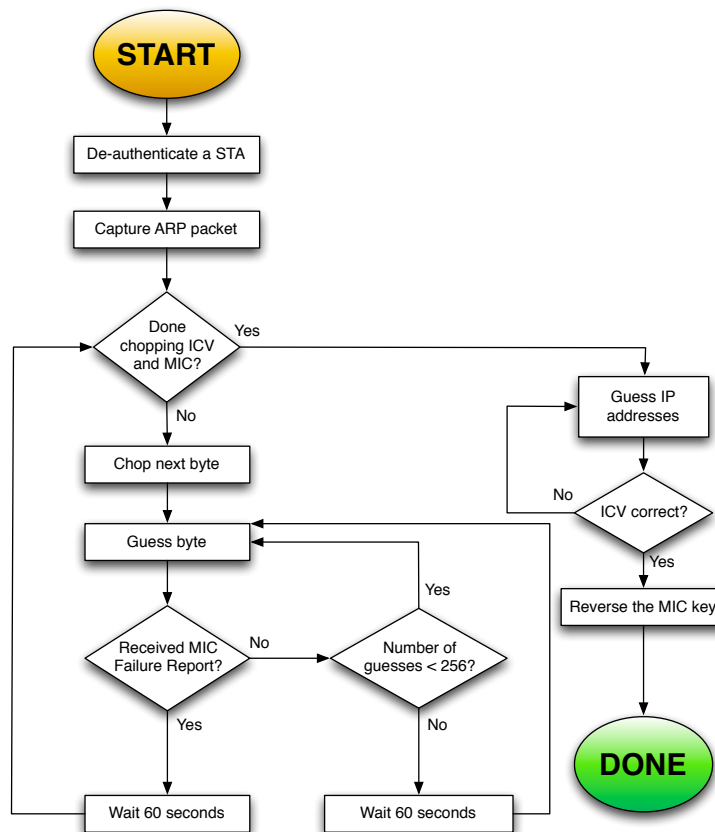 START
De-authenticate a STA
Capture ARP packet
Done
chopping ICV
and MIC?
Yes
No
Chop next byte
Guess byte
Received MIC
Failure Report?
No
Yes
Wait 60 seconds
Number of
guesses < 256?
Yes
No
Wait 60 seconds
Guess IP
addresses
ICV correct?
No
Yes
Reverse the MIC key
DONE